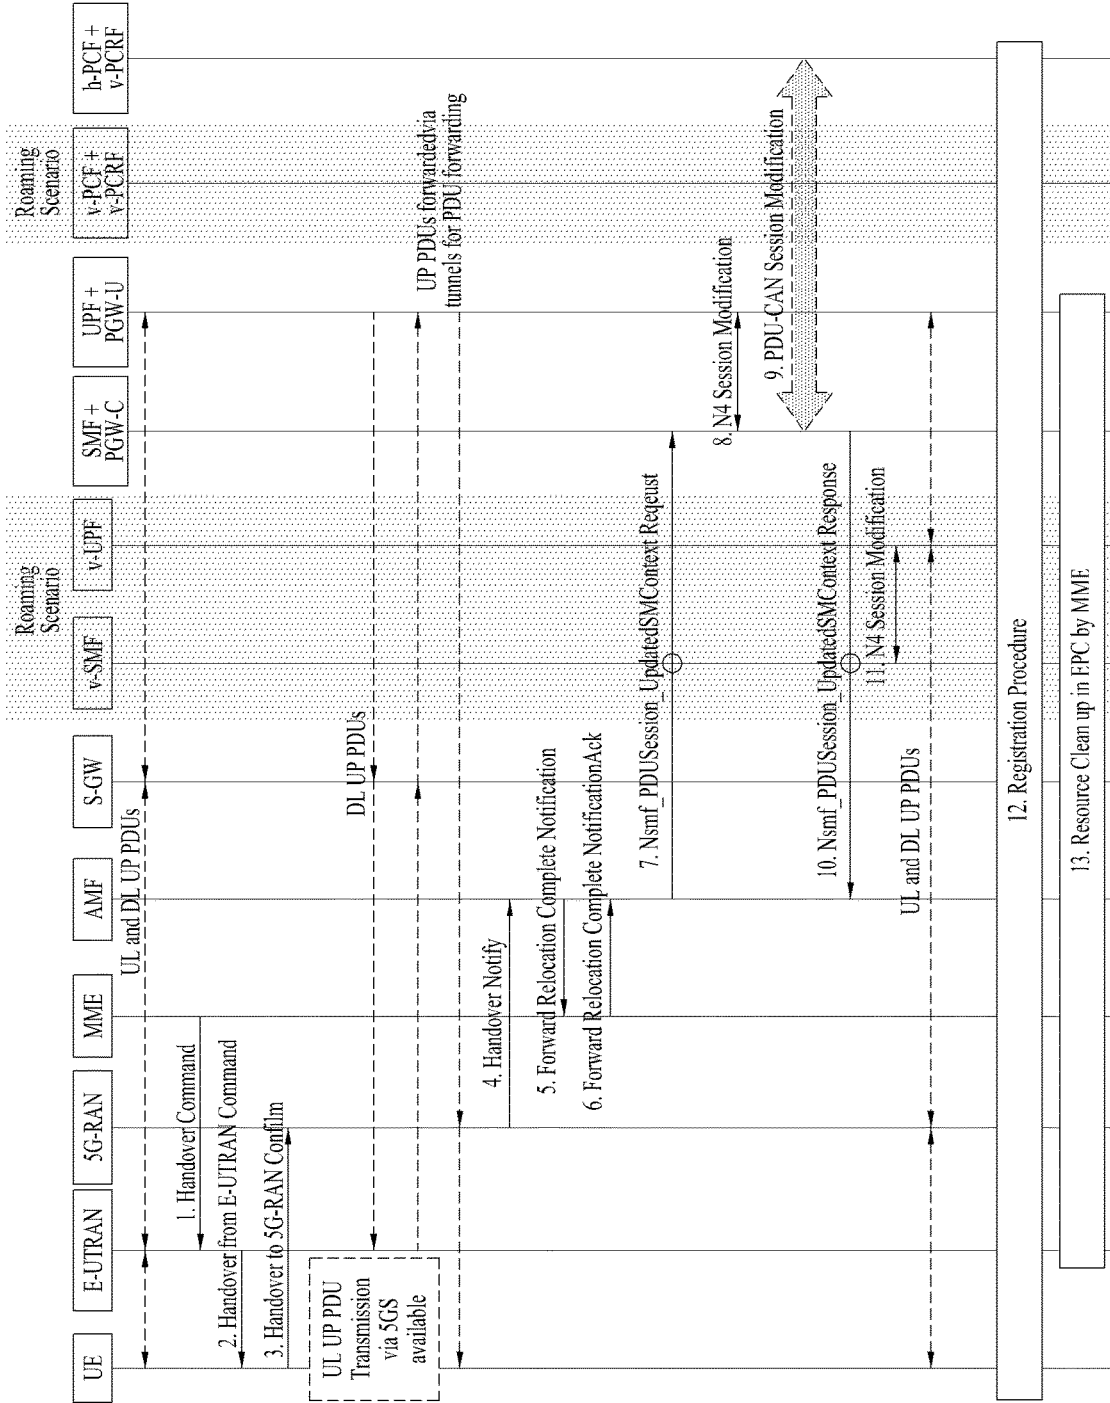 Roaming
Scenario
Roaming
Scenario
UE
E-UTRAN
5G-RAN
MME
AMF
S-GW
v-SMF
v-UPF
SMF +
PGW-C
UPF +
PGW-U
v-PCF +
v-PCRF
h-PCF +
v-PCRF
UL and DL UP PDUs
1. Handover Command
2. Handover from E-UTRAN Command
3. Handover to 5G-RAN Confilm
UL UP PDU
Transmission
via 5GS
available
DL UP PDUs
UP PDUs forwardedvia
tunnels for PDU forwarding
4. Handover Notify
5. Forward Relocation Complete Notification
6. Forward Relocation Complete NotificationAck
7. Nsmf_PDUSession_UpdatedSMContext Reqeust
8. N4 Session Modification
9. PDU-CAN Session Modification
10. Nsmf_PDUSession_UpdatedSMContext Response
11. N4 Session Modification
UL and DL UP PDUs
12. Registration Procedure
13. Resource Clean up in EPC by MME